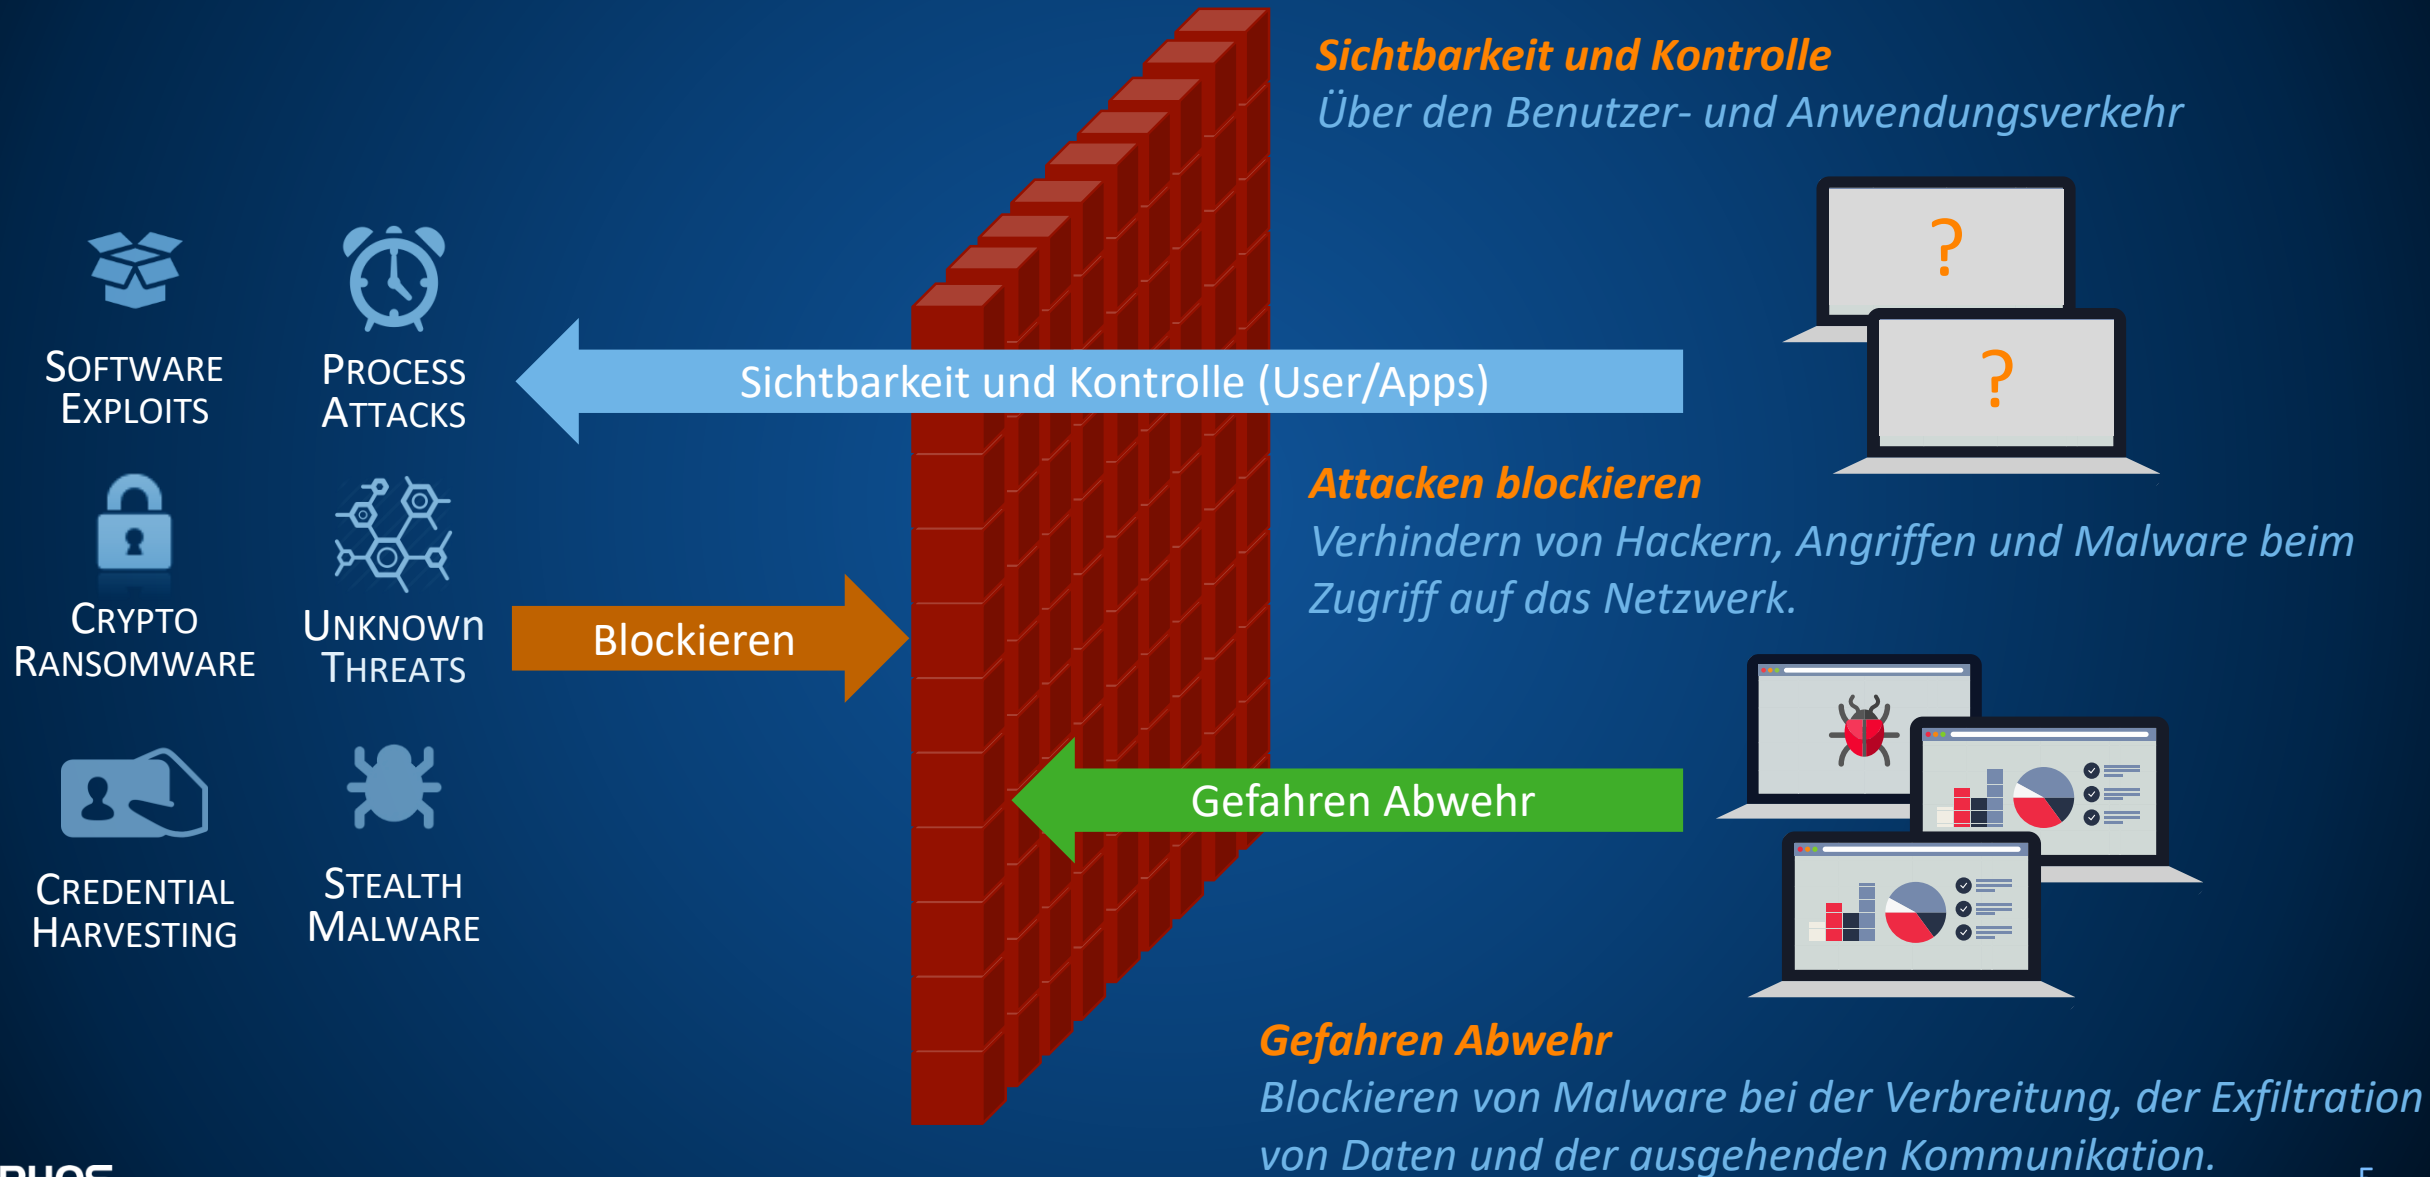 Sichtbarkeit und Kontrolle
Über den Benutzer- und Anwendungsverkehr
?
?
SOFTWARE
EXPLOITS
PROCESS
ATTACKS
Sichtbarkeit und Kontrolle (User/Apps)
Attacken blockieren
Verhindern von Hackern, Angriffen und Malware beim
Zugriff auf das Netzwerk.
CRYPTO
RANSOMWARE
UNKNOWn
THREATS
Blockieren
Gefahren Abwehr
CREDENTIAL
HARVESTING
STEALTH
MALWARE
Gefahren Abwehr
Blockieren von Malware bei der Verbreitung, der Exfiltration
von Daten und der ausgehenden Kommunikation.